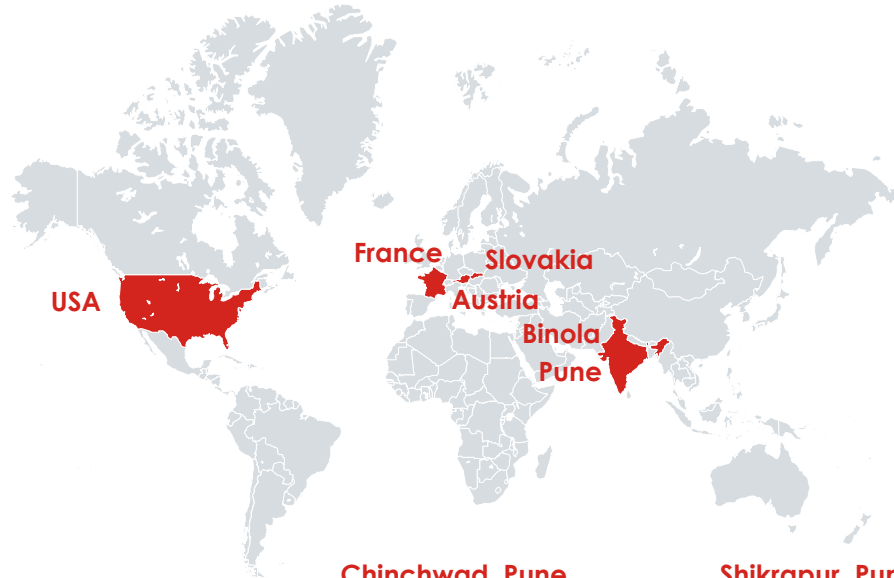 France
Slovakia
USA
Austria
Binola
Pune
Chinchwad, Pune